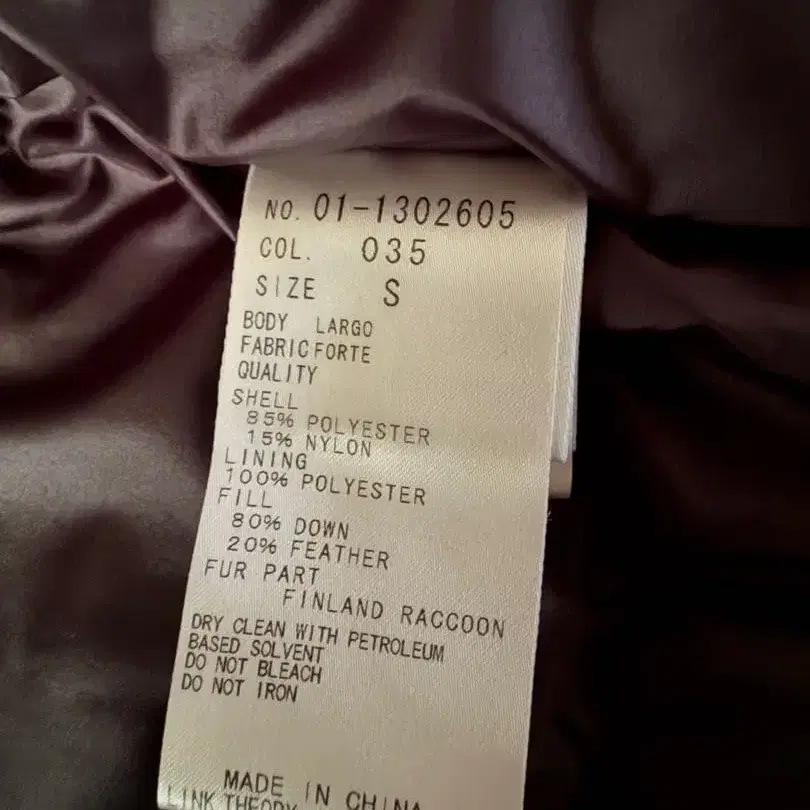 NO. 01-1302605
COL. 035
SIZE S
BODY LARGO
FABRIC FORTE
QUALITY
SHELL
85% POLYESTER
15% NYLON
LINING
100% POLYESTER
FILL
80% DOWN
20% FEATHER
FUR PART
FINLAND RACCOON
DRY CLEAN WITH PETROLEUM
BASED SOLVENT
DO NOT BLEACH
DO NOT IRON
MADE IN CHINA
LINK THEORY